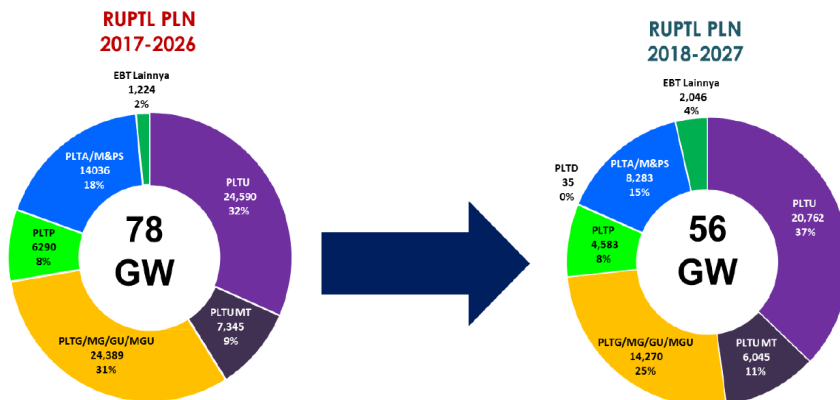 RUPTL PLN
2017-2026
EBT Lainnya
1,224
2%
PLTU
24,590
32%
PLTU MT
7,345
9%
PLTG/MG/GU/MGU
24,389
31%
PLTP
6290
8%
PLTA/M&PS
14036
18%
78
GW
RUPTL PLN
2018-2027
EBT Lainnya
2,046
4%
PLTU
20,762
37%
PLTU MT
6,045
11%
PLTG/MG/GU/MGU
14,270
25%
PLTP
4,583
8%
PLTD
35
0%
PLTA/M&PS
8,283
15%
56
GW